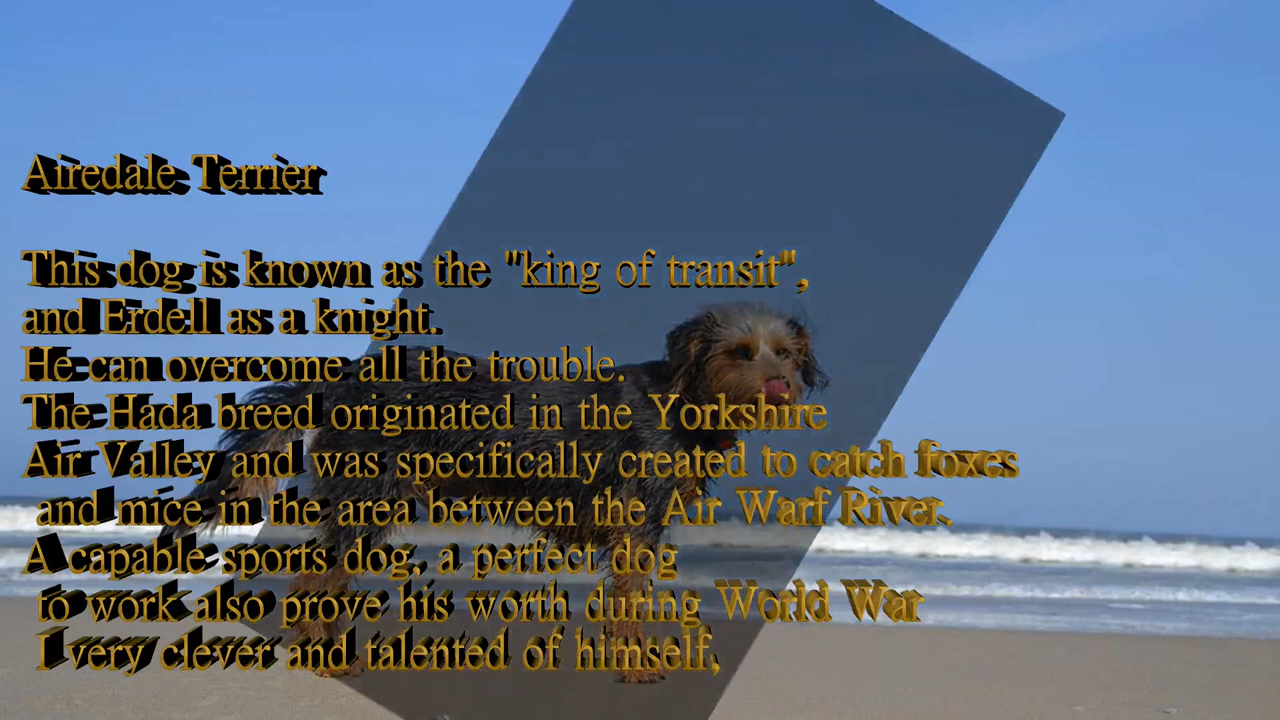 Airedale Terrier
This dog is known as the "king of transit",
and Erdell as a knight.
He can overcome all the trouble.
The Hada breed originated in the Yorkshire
Air Valley and was specifically created to catch foxes
and mice in the area between the Air Warf River.
A capable sports dog, a perfect dog
to work also prove his worth during World War
I very clever and talented of himself,